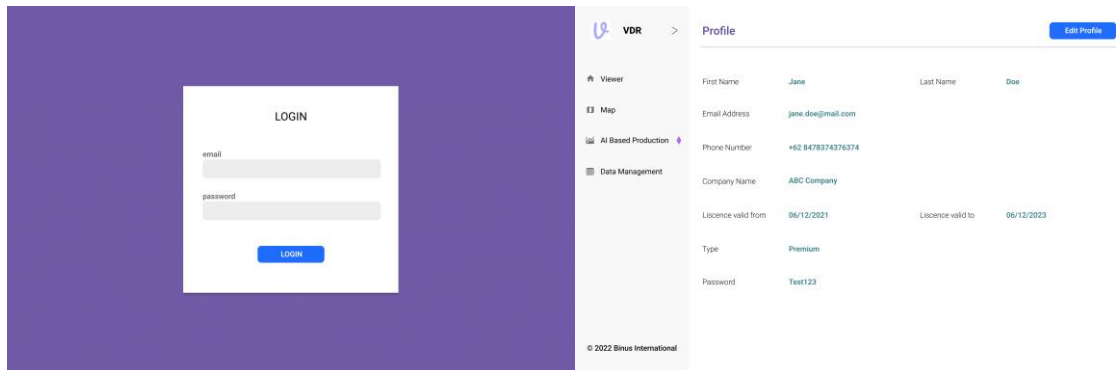 LOGIN
email
password
LOGIN
VDR >
Viewer
Map
AI Based Production
Data Management
© 2022 Binus International
Profile
Edit Profile
First Name Jane Last Name Doe
Email Address jane.doe@mail.com
Phone Number +62 8478374376374
Company Name ABC Company
Liscence valid from 06/12/2021 Liscence valid to 06/12/2023
Type Premium
Password Test123